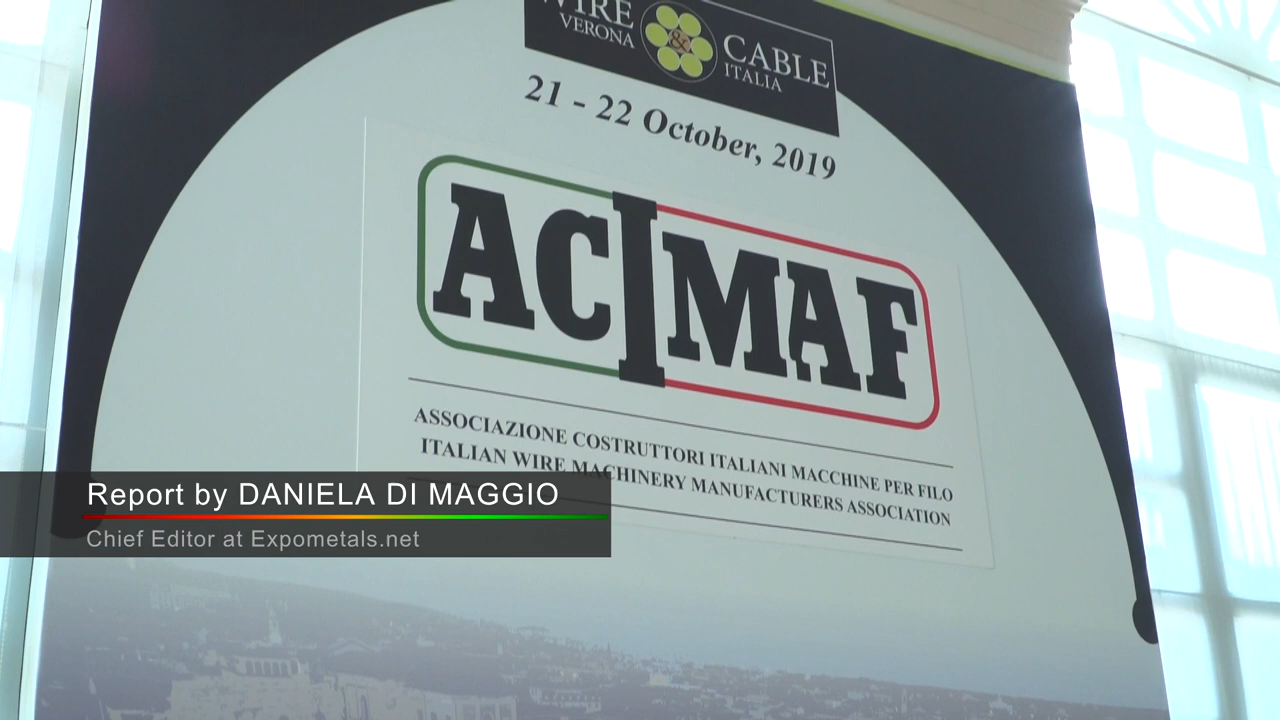 WIRE
VERONA
&
CABLE
ITALIA
21 - 22 October, 2019
ACIMAF
ASSOCIAZIONE COSTRUTTORI ITALIANI MACCHINE PER FILO
ITALIAN WIRE MACHINERY MANUFACTURERS ASSOCIATION
Report by DANIELA DI MAGGIO
Chief Editor at Expometals.net